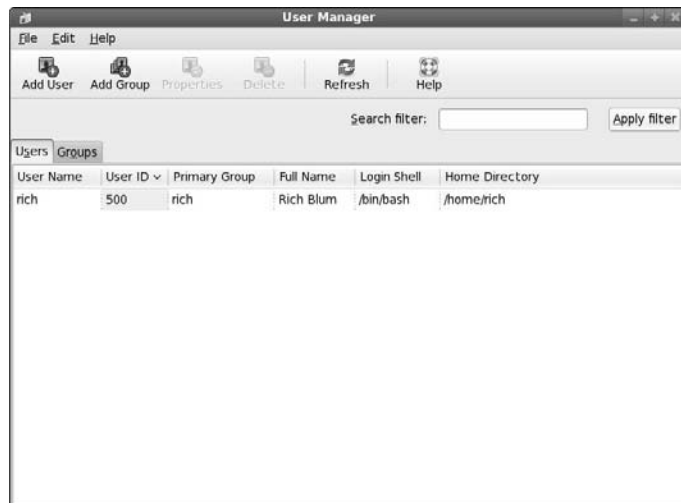 User Manager
File Edit Help
Add User Add Group Properties Delete Refresh Help
Search filter: Apply filter
Users Groups
User Name User ID Primary Group Full Name Login Shell Home Directory
rich 500 rich Rich Blum /bin/bash /home/rich